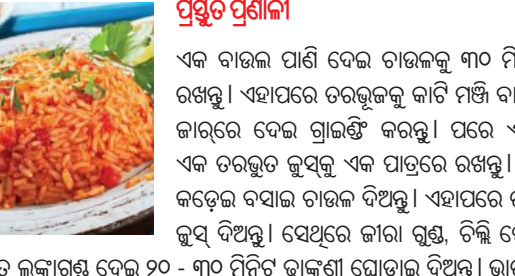 ପ୍ରସ୍ତୁତ ପ୍ରଣାଳୀ
ଏକ ବାଉଲ ପାଣି ଦେଇ ଚାଉଳକୁ ୩୦
ରଖନ୍ତୁ। ଏହାପରେ ତରଭୂଜକୁ କାଟି ମଞ୍ଜି
ଜାର୍‌ରେ ଦେଇ ଗ୍ରାଇଣ୍ଡିଂ କରନ୍ତୁ। ପରେ
ଏକ ତରଭୁତ ଜୁସ୍‌କୁ ଏକ ପାତ୍ରରେ ରଖନ୍ତୁ।
କଡ଼େଇ ବସାଇ ଚାଉଳ ଦିଅନ୍ତୁ। ଏହାପରେ
ଜୁସ୍ ଦିଅନ୍ତୁ। ସେଥିରେ ଜୀରା ଗୁଣ୍ଡ, ଚିଲ୍ଲି
ଲଙ୍କାଗୁଣ୍ଡ ଦେଇ ୨୦ - ୩୦ ମିନିଟ ଢାଙ୍କୁଣୀ ଘୋଡ଼ାଇ ଦିଅନ୍ତୁ।